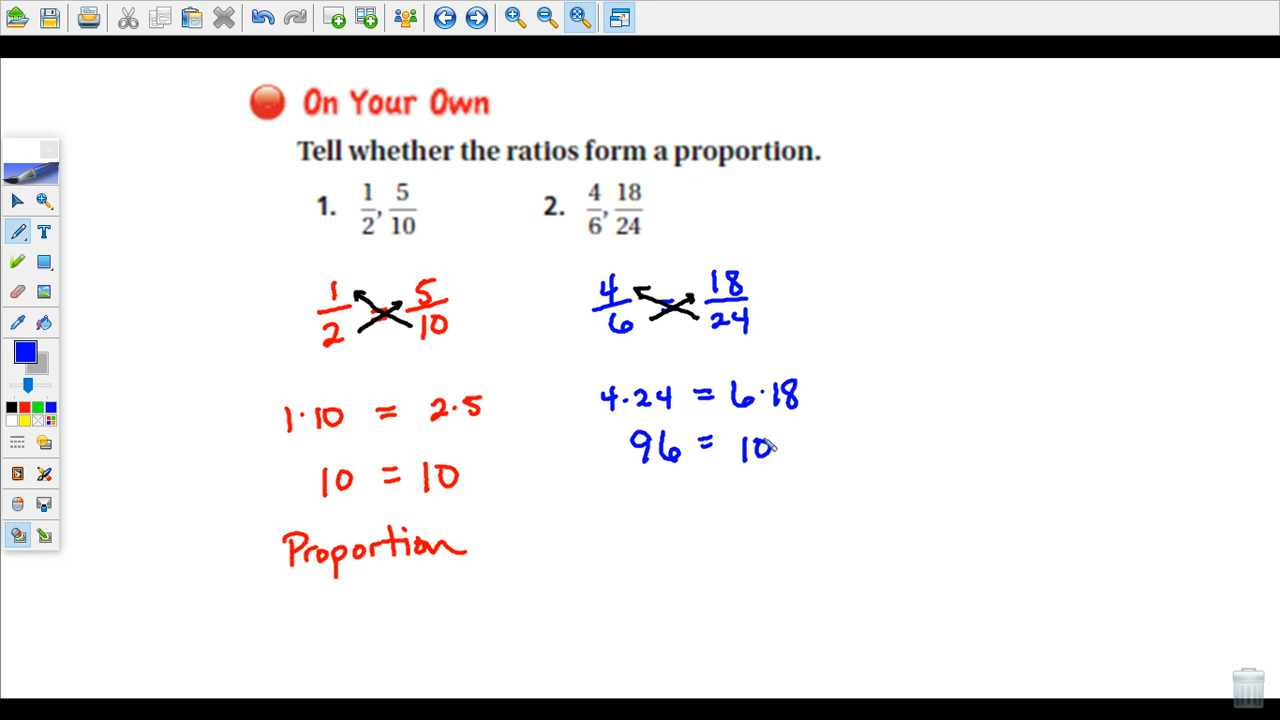 On Your Own
Tell whether the ratios form a proportion.
1. 1/2, 5/10 2. 4/6, 18/24
1/2 = 5/10 4/6 = 18/24
1·10 = 2·5 4·24 = 6·18
10 = 10 96 = 10
Proportion